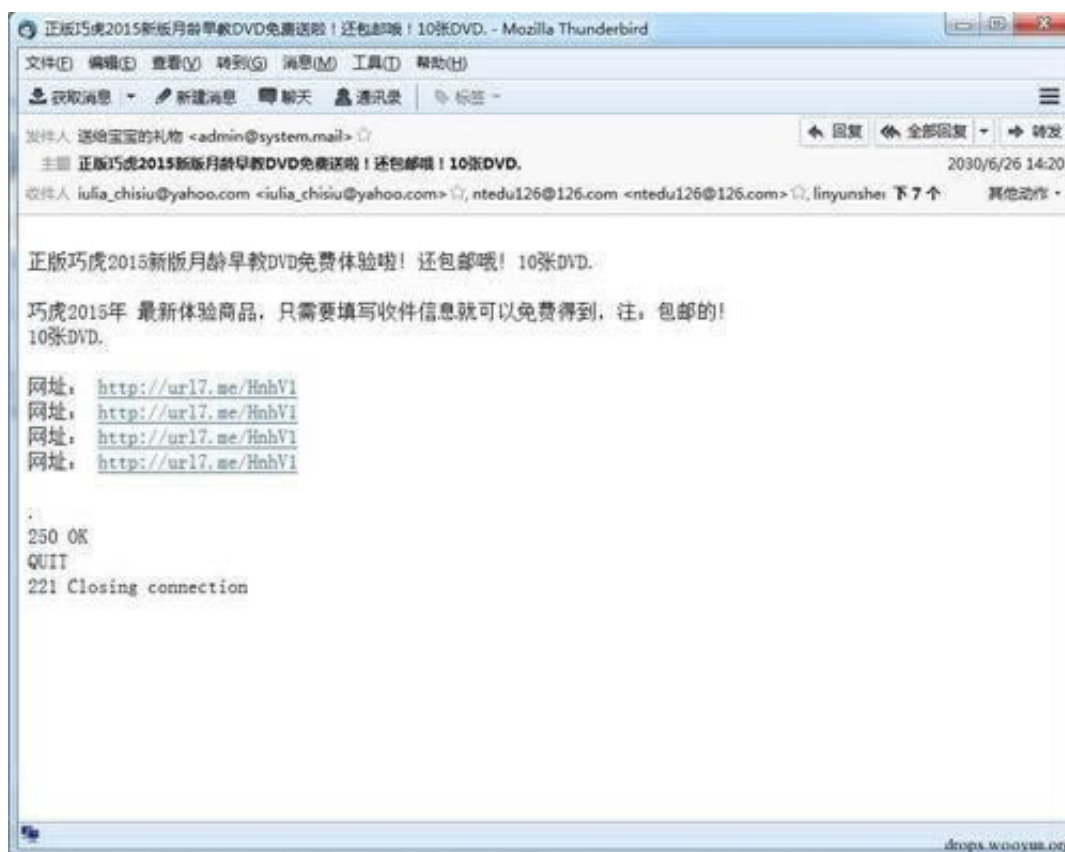 正版巧虎2015新版月龄早教DVD免费送啦！还包邮哦！10张DVD. - Mozilla Thunderbird
文件(F) 编辑(E) 查看(V) 转到(G) 消息(M) 工具(T) 帮助(H)
获取消息 新建消息 聊天 通讯录 标签
发件人 送给宝宝的礼物 <admin@system.mail> 回复 全部回复 转发
主题 正版巧虎2015新版月龄早教DVD免费送啦！还包邮哦！10张DVD. 2030/6/26 14:20
收件人 iulia_chisiu@yahoo.com <iulia_chisiu@yahoo.com>, ntedu126@126.com <ntedu126@126.com>, linyunshei 下 7 个 其他动作
正版巧虎2015新版月龄早教DVD免费体验啦！还包邮哦！10张DVD.
巧虎2015年 最新体验商品，只需要填写收件信息就可以免费得到，注：包邮的！
10张DVD.
网址： http://url7.me/HnhV1
网址： http://url7.me/HnhV1
网址： http://url7.me/HnhV1
网址： http://url7.me/HnhV1
.
250 OK
QUIT
221 Closing connection
drops.wooyun.org